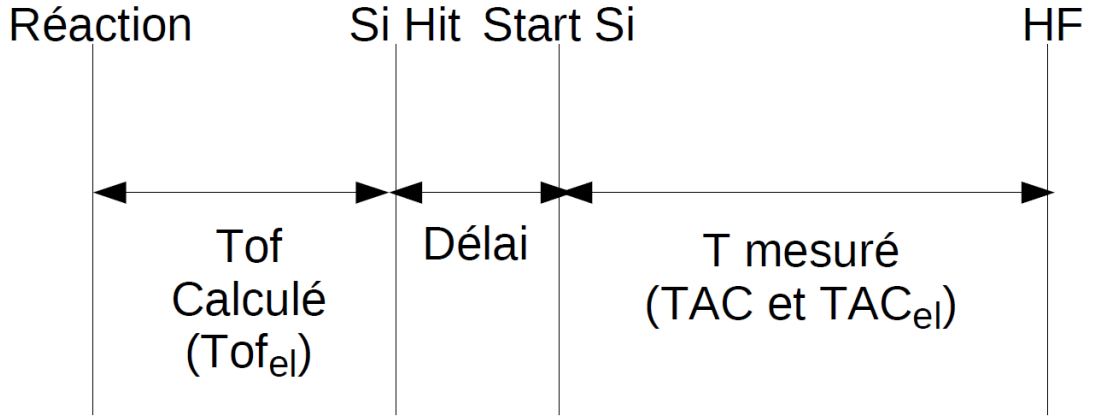 Réaction Si Hit Start Si HF
Tof
Calculé
(Tofel)
Délai
T mesuré
(TAC et TACel)